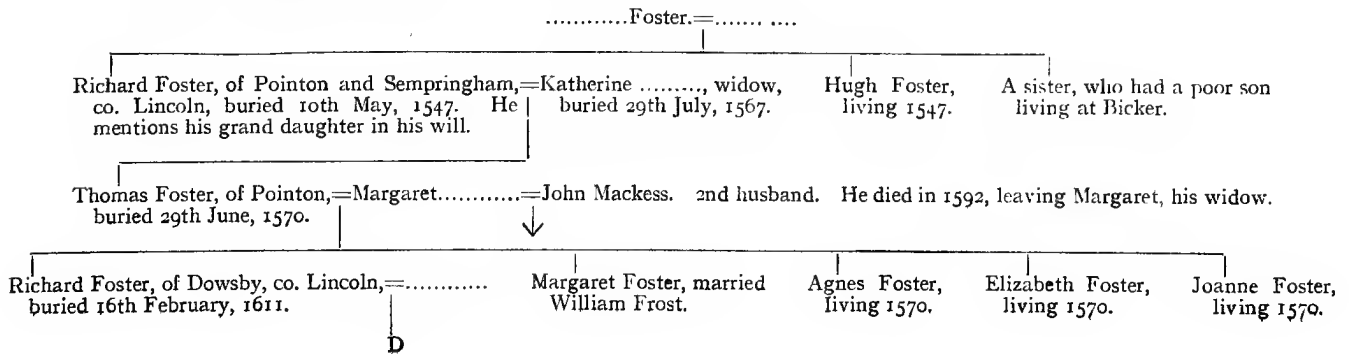 ............Foster.=....... ....
Richard Foster, of Pointon and Sempringham,=Katherine ........., widow, Hugh Foster, A sister, who had a poor son
co. Lincoln, buried 10th May, 1547. He buried 29th July, 1567. living 1547. living at Bicker.
mentions his grand daughter in his will.
Thomas Foster, of Pointon,=Margaret............=John Mackess. 2nd husband. He died in 1592, leaving Margaret, his widow.
buried 29th June, 1570.
Richard Foster, of Dowsby, co. Lincoln,=............ Margaret Foster, married Agnes Foster, Elizabeth Foster, Joanne Foster,
buried 16th February, 1611. William Frost. living 1570. living 1570. living 1570.
D